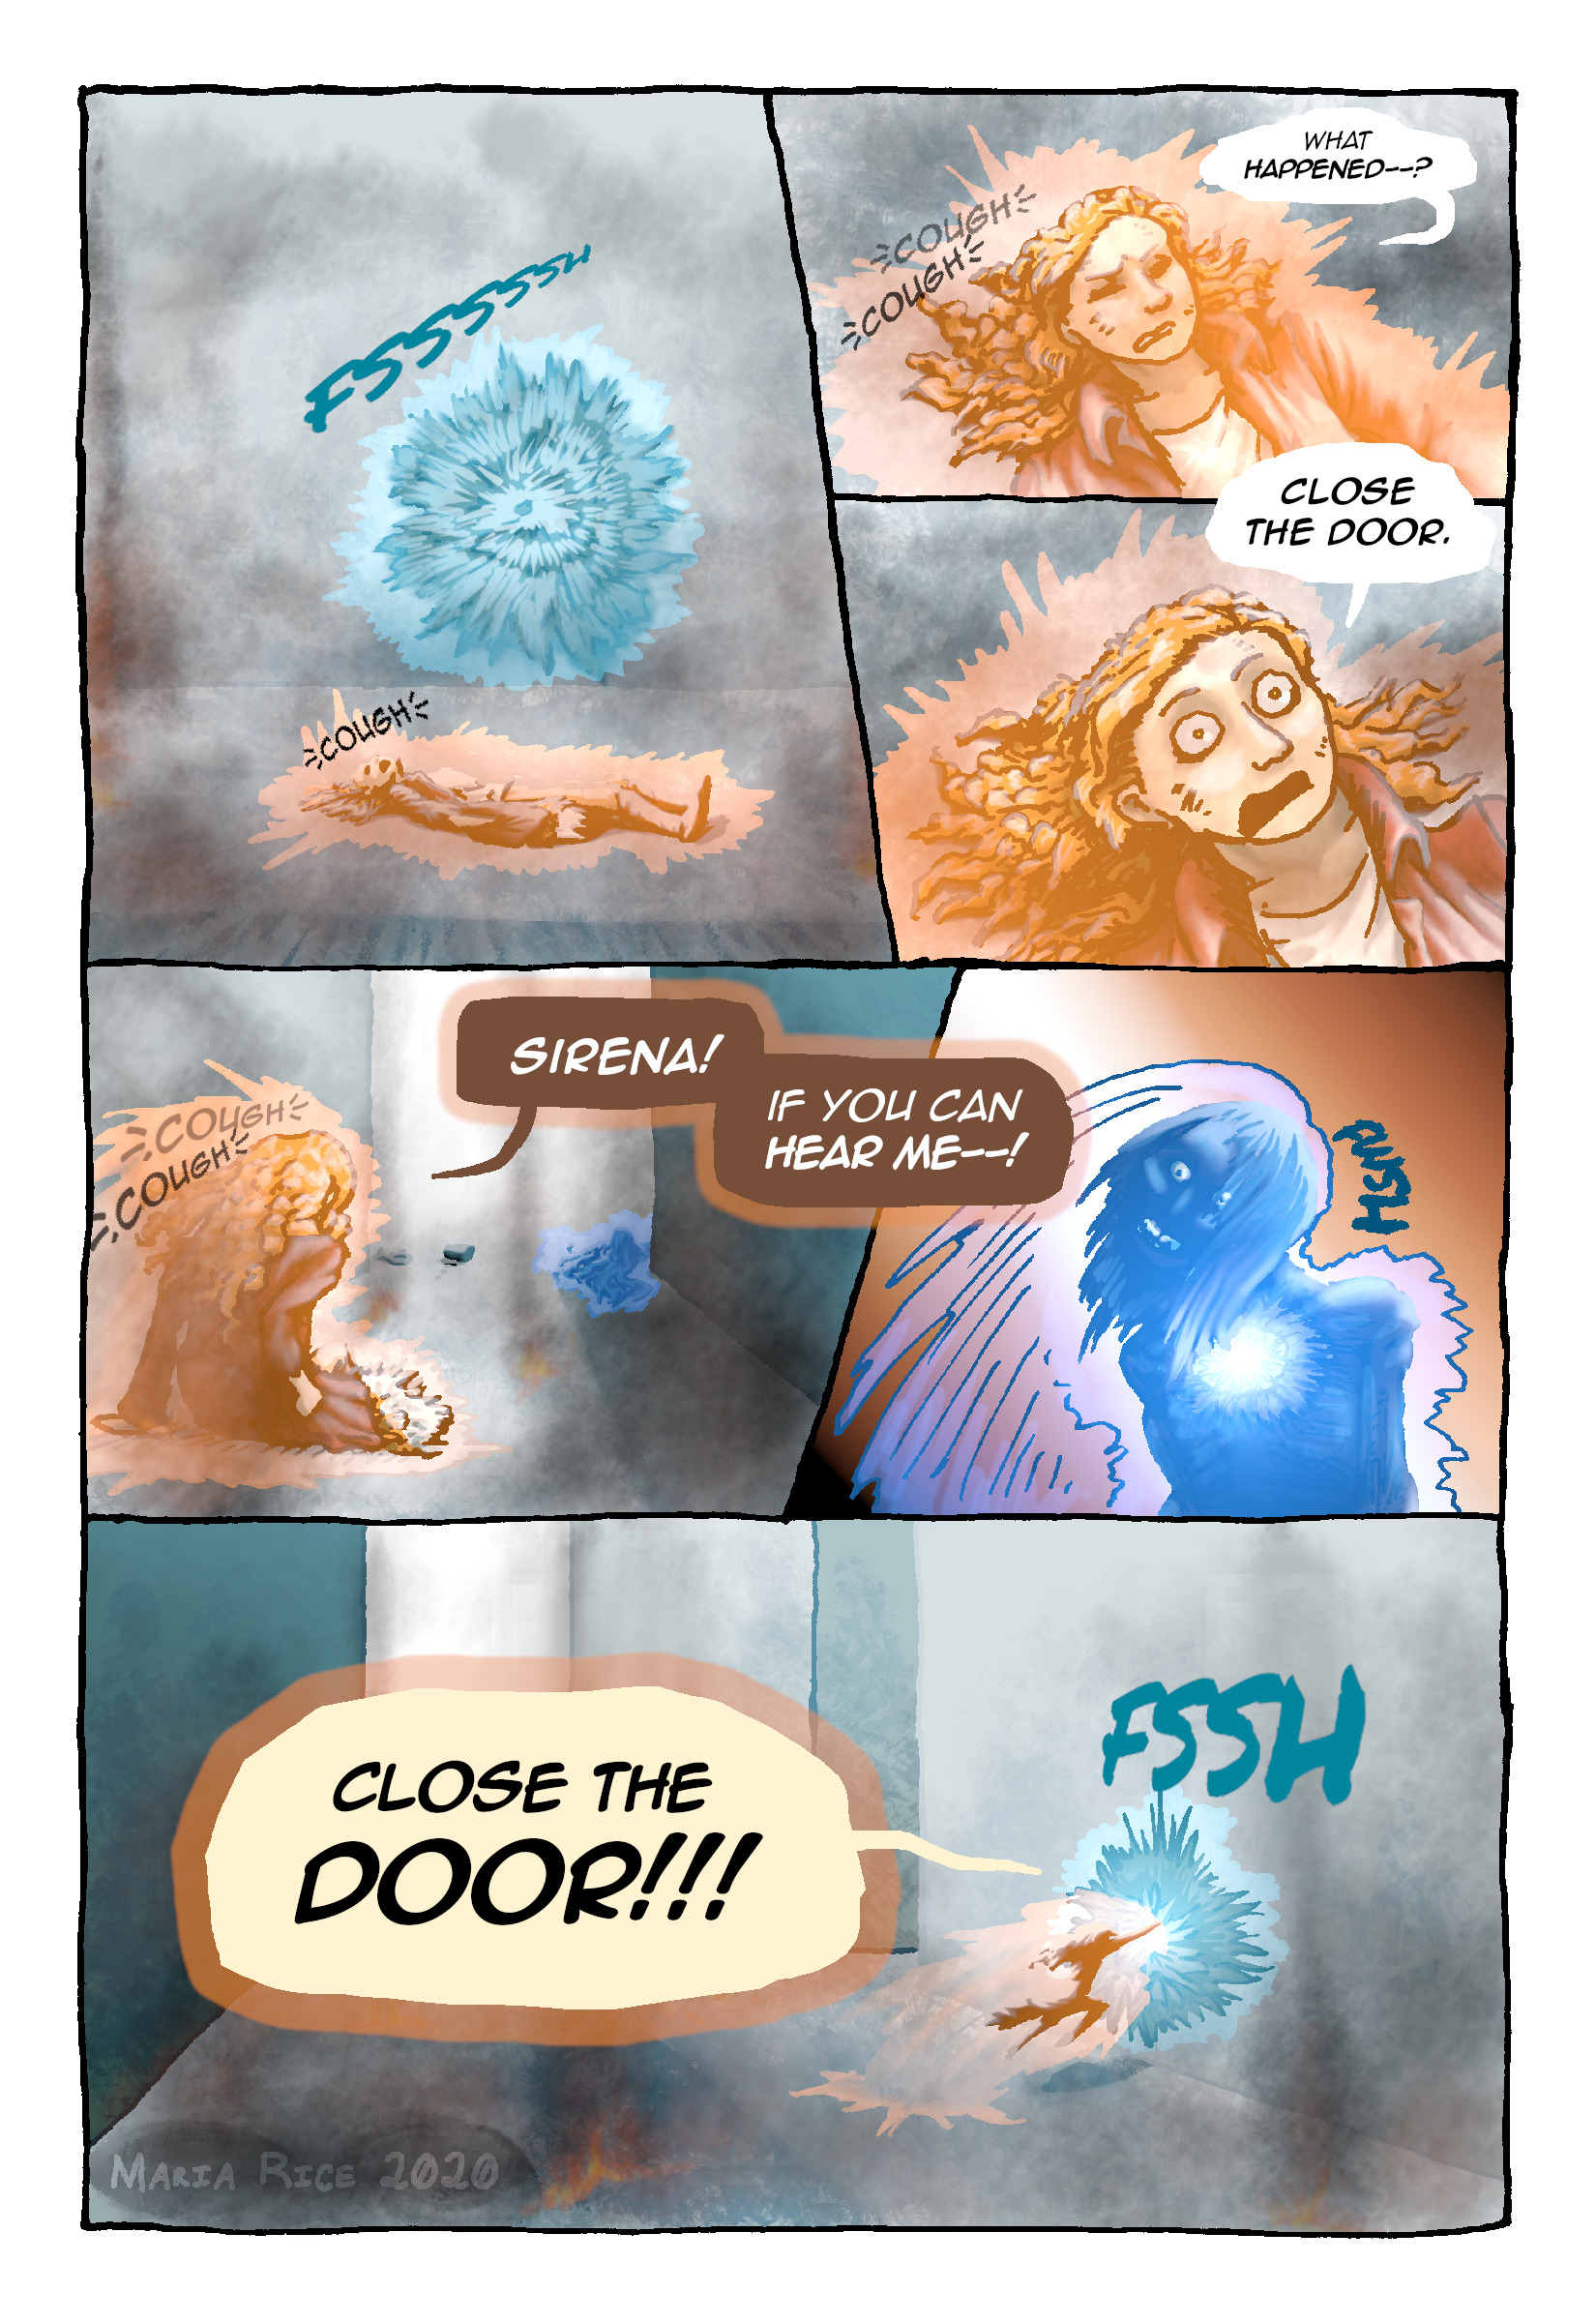 FSSSSSSH
COUGH
WHAT
HAPPENED--?
COUGH
COUGH
CLOSE
THE DOOR.
SIRENA!
IF YOU CAN
HEAR ME--!
COUGH
COUGH
HSSH
CLOSE THE
DOOR!!!
FSSH
MARIA RICE 2020